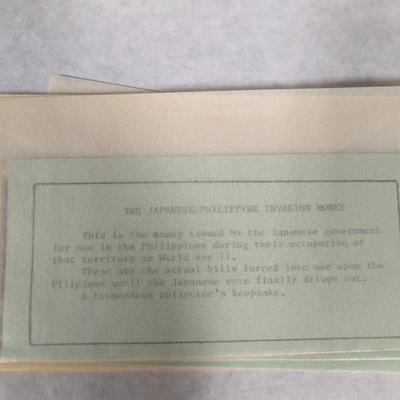 THE JAPANESE/PHILIPPINE INVASION MONEY
This is the money issued by the Japanese government
for use in the Philippines during their occupation of
that territory in World War II.
These are the actual bills forced into use upon the
Pilipinos until the Japanese were finally driven out.
A tremendous collector's keepsake.